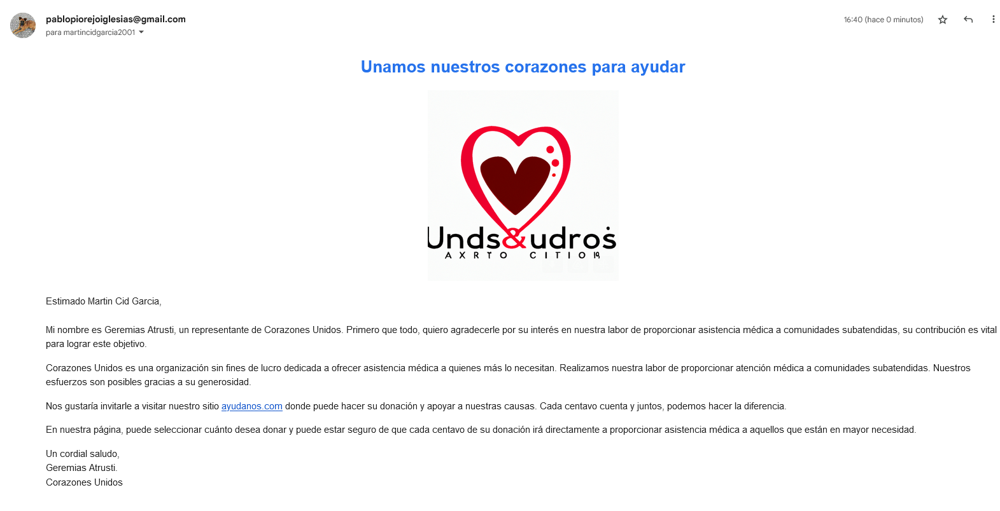 pablopiorejoiglesias@gmail.com
16:40 (hace 0 minutos)
para martincidgarcia2001
Unamos nuestros corazones para ayudar
Unds&udros
AXRTO CITIO
Estimado Martin Cid Garcia,
Mi nombre es Geremias Atrusti, un representante de Corazones Unidos. Primero que todo, quiero agradecerle por su interés en nuestra labor de proporcionar asistencia médica a comunidades subatendidas, su contribución es vital
para lograr este objetivo.
Corazones Unidos es una organización sin fines de lucro dedicada a ofrecer asistencia médica a quienes más lo necesitan. Realizamos nuestra labor de proporcionar atención médica a comunidades subatendidas. Nuestros
esfuerzos son posibles gracias a su generosidad.
Nos gustaría invitarle a visitar nuestro sitio ayudanos.com donde puede hacer su donación y apoyar a nuestras causas. Cada centavo cuenta y juntos, podemos hacer la diferencia.
En nuestra página, puede seleccionar cuánto desea donar y puede estar seguro de que cada centavo de su donación irá directamente a proporcionar asistencia médica a aquellos que están en mayor necesidad.
Un cordial saludo,
Geremias Atrusti.
Corazones Unidos